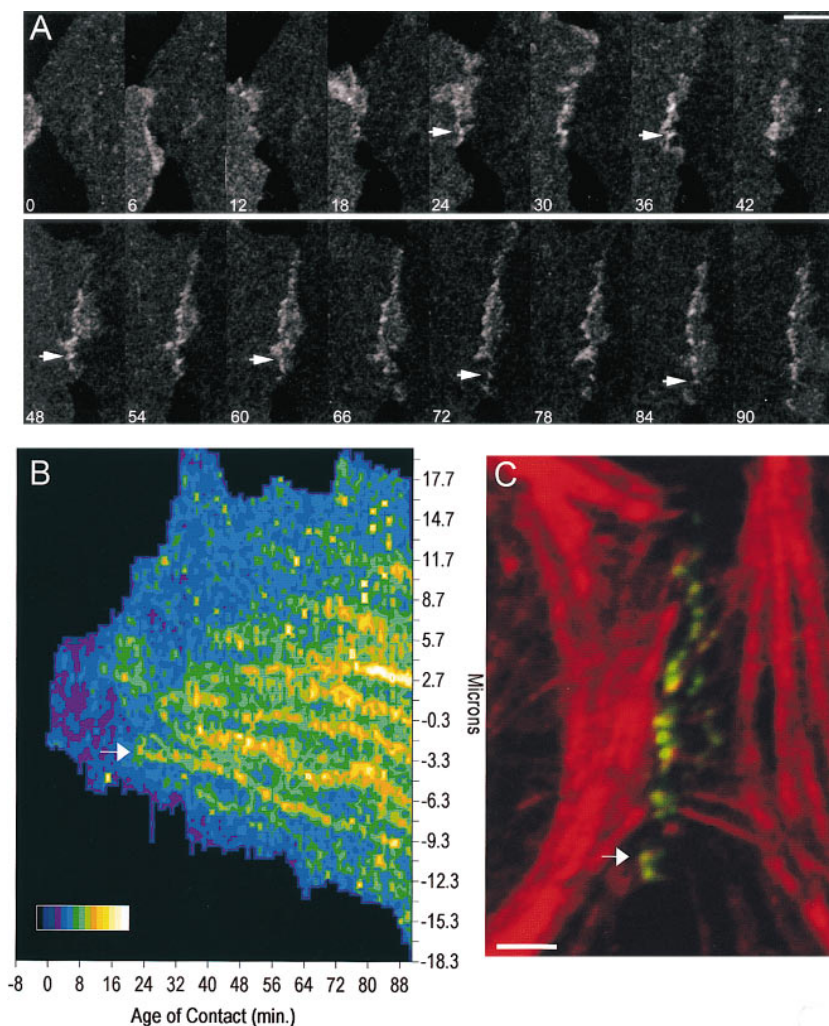 A
0 6 12 18 24 30 36 42
48 54 60 66 72 78 84 90
B
17.7
14.7
11.7
8.7
5.7
2.7
-0.3
-3.3
-6.3
-9.3
-12.3
-15.3
-18.3
Microns
-8 0 8 16 24 32 40 48 56 64 72 80 88
Age of Contact (min.)
C